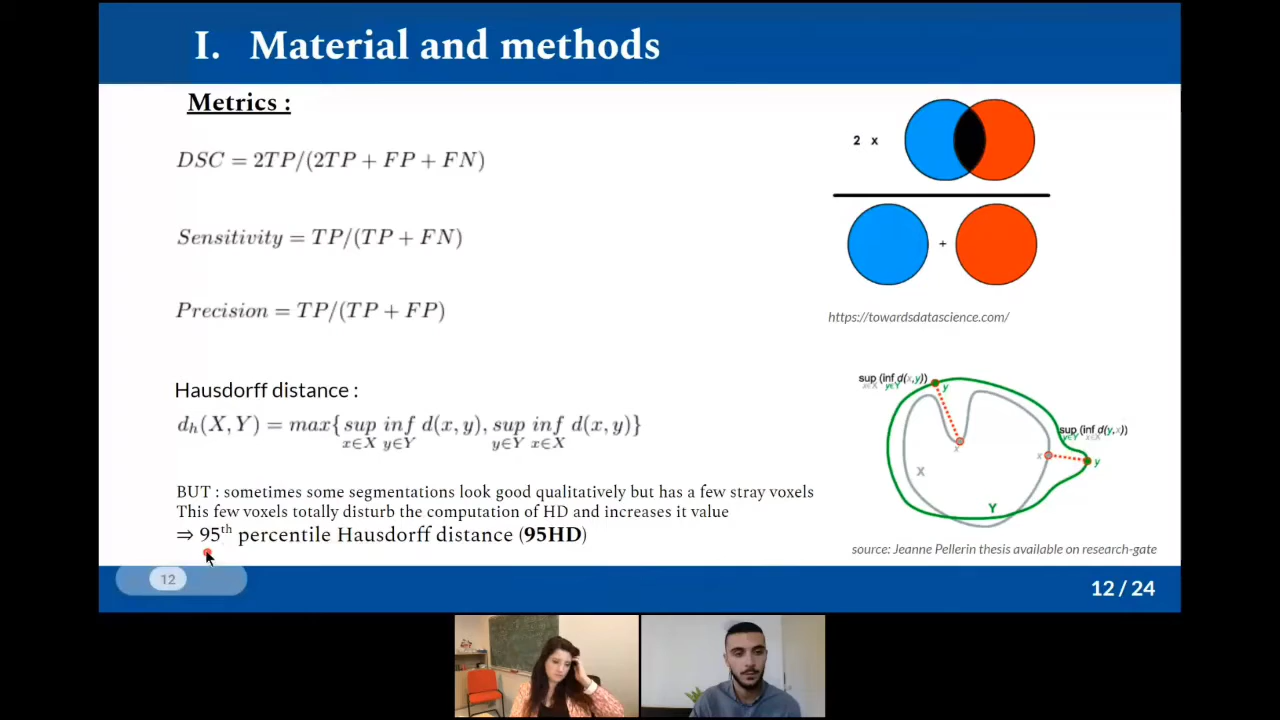 I. Material and methods
Metrics :
DSC = 2TP/(2TP + FP + FN)
Sensitivity = TP/(TP + FN)
Precision = TP/(TP + FP)
2 x
+
https://towardsdatascience.com/
Hausdorff distance :
d_h(X, Y) = max{sup inf d(x, y), sup inf d(x, y)}
x∈X y∈Y y∈Y x∈X
sup (inf d(x,y))
x∈X y∈Y
y
x
sup (inf d(y,x))
y∈Y x∈X
x
y
X
Y
BUT : sometimes some segmentations look good qualitatively but has a few stray voxels
This few voxels totally disturb the computation of HD and increases it value
⇒ 95th percentile Hausdorff distance (95HD)
source: Jeanne Pellerin thesis available on research-gate
12
12 / 24